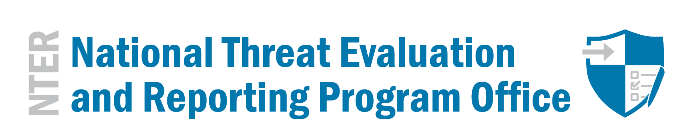 NTER
National Threat Evaluation
and Reporting Program Office